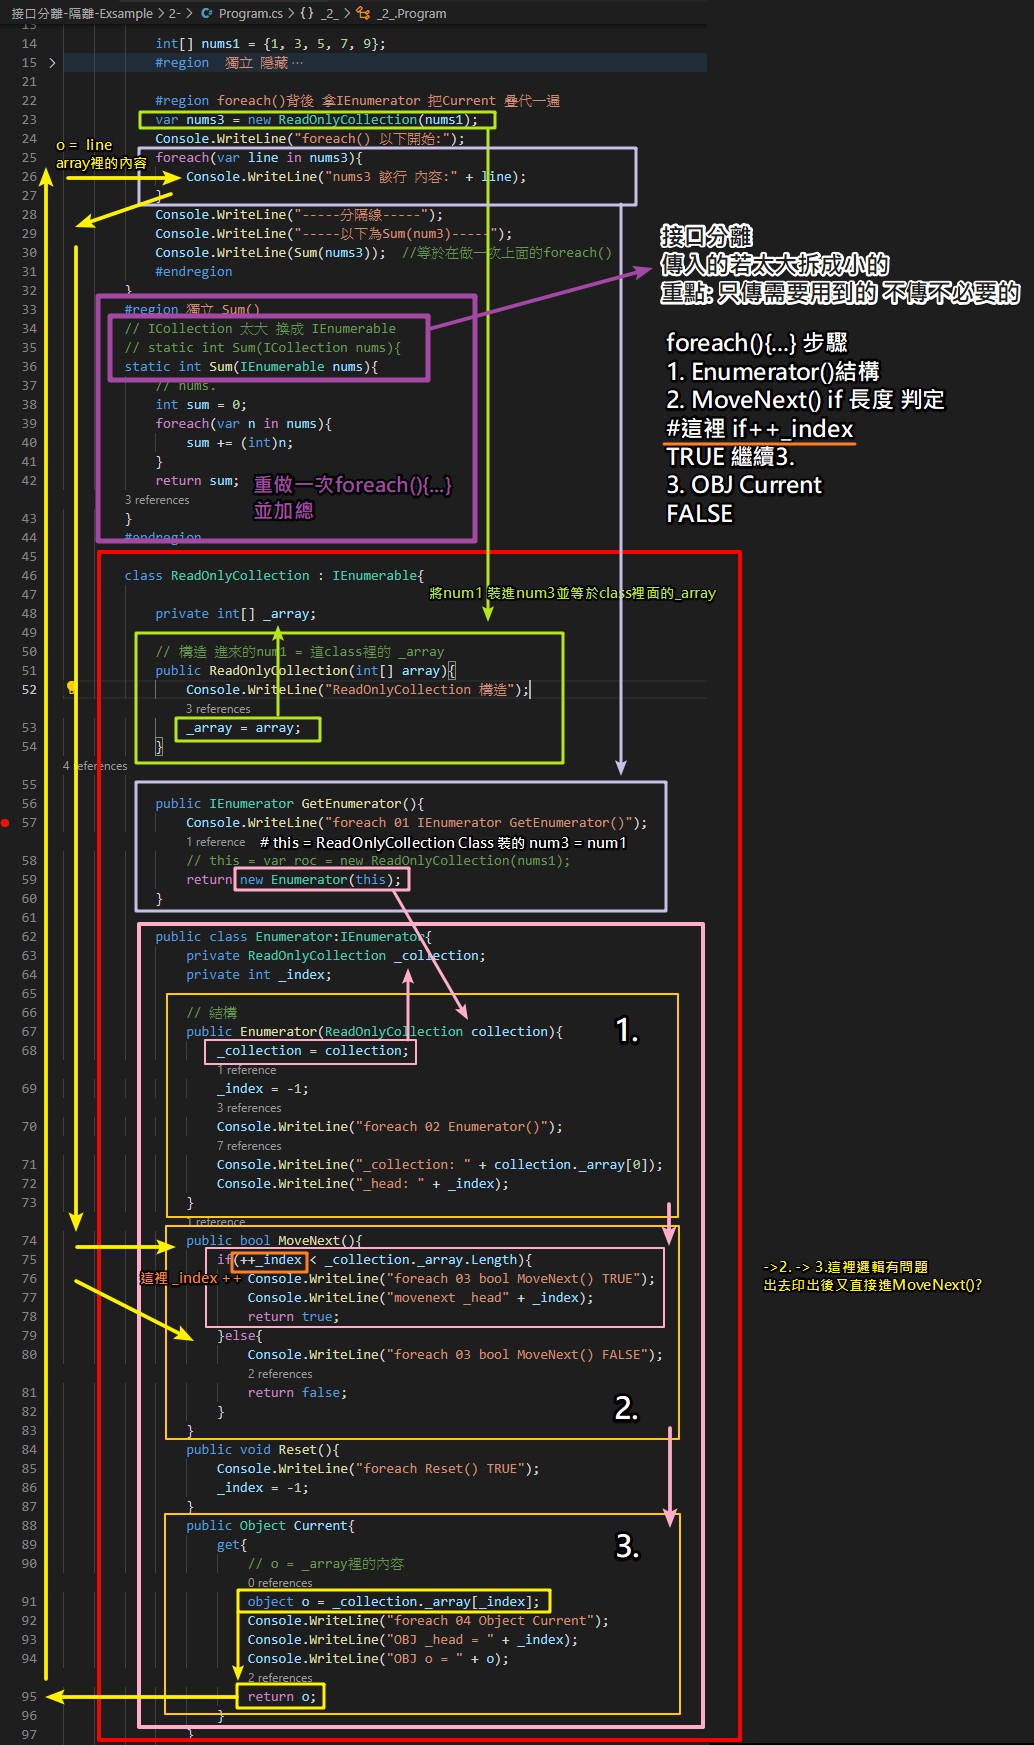 接口分離-隔離-Exsample > 2- > Program.cs > {} _2_ > _2_.Program
13
14 int[] nums1 = {1, 3, 5, 7, 9};
15 #region 獨立 隱藏…
21
22 #region foreach()背後 拿IEnumerator 把Current 疊代一遍
23 var nums3 = new ReadOnlyCollection(nums1);
24 Console.WriteLine("foreach() 以下開始:");
o = line
array裡的內容
25 foreach(var line in nums3){
26 Console.WriteLine("nums3 該行 內容:" + line);
27 }
28 Console.WriteLine("-----分隔線-----");
29 Console.WriteLine("-----以下為Sum(num3)-----");
30 Console.WriteLine(Sum(nums3)); //等於在做一次上面的foreach()
31 #endregion
32 }
接口分離
傳入的若太大拆成小的
重點: 只傳需要用到的 不傳不必要的
33 #region 獨立 Sum()
34 // ICollection 太大 換成 IEnumerable
35 // static int Sum(ICollection nums){
36 static int Sum(IEnumerable nums){
37 // nums.
38 int sum = 0;
39 foreach(var n in nums){
40 sum += (int)n;
41 }
42 return sum;
重做一次foreach(){...}
並加總
3 references
43 }
44 #endregion
foreach(){...} 步驟
1. Enumerator()結構
2. MoveNext() if 長度 判定
#這裡 if++_index
TRUE 繼續3.
3. OBJ Current
FALSE
45
46 class ReadOnlyCollection : IEnumerable{
將num1 裝進num3並等於class裡面的_array
47
48 private int[] _array;
49
50 // 構造 進來的num1 = 這class裡的 _array
51 public ReadOnlyCollection(int[] array){
52 Console.WriteLine("ReadOnlyCollection 構造");
3 references
53 _array = array;
54 }
4 references
55
56 public IEnumerator GetEnumerator(){
57 Console.WriteLine("foreach 01 IEnumerator GetEnumerator()");
1 reference # this = ReadOnlyCollection Class 裝的 num3 = num1
58 // this = var roc = new ReadOnlyCollection(nums1);
59 return new Enumerator(this);
60 }
61
62 public class Enumerator:IEnumerator{
63 private ReadOnlyCollection _collection;
64 private int _index;
65
66 // 結構
67 public Enumerator(ReadOnlyCollection collection){
1.
68 _collection = collection;
1 reference
69 _index = -1;
3 references
70 Console.WriteLine("foreach 02 Enumerator()");
7 references
71 Console.WriteLine("_collection: " + collection._array[0]);
72 Console.WriteLine("_head: " + _index);
73 }
1 reference
74 public bool MoveNext(){
75 if(++_index < _collection._array.Length){
這裡 _index ++
76 Console.WriteLine("foreach 03 bool MoveNext() TRUE");
77 Console.WriteLine("movenext _head" + _index);
78 return true;
->2. -> 3.這裡邏輯有問題
出去印出後又直接進MoveNext()?
79 }else{
80 Console.WriteLine("foreach 03 bool MoveNext() FALSE");
2 references
81 return false;
82 }
2.
83 }
84 public void Reset(){
85 Console.WriteLine("foreach Reset() TRUE");
86 _index = -1;
87 }
88 public Object Current{
89 get{
3.
90 // o = _array裡的內容
0 references
91 object o = _collection._array[_index];
92 Console.WriteLine("foreach 04 Object Current");
93 Console.WriteLine("OBJ _head = " + _index);
94 Console.WriteLine("OBJ o = " + o);
2 references
95 return o;
96 }
97 }